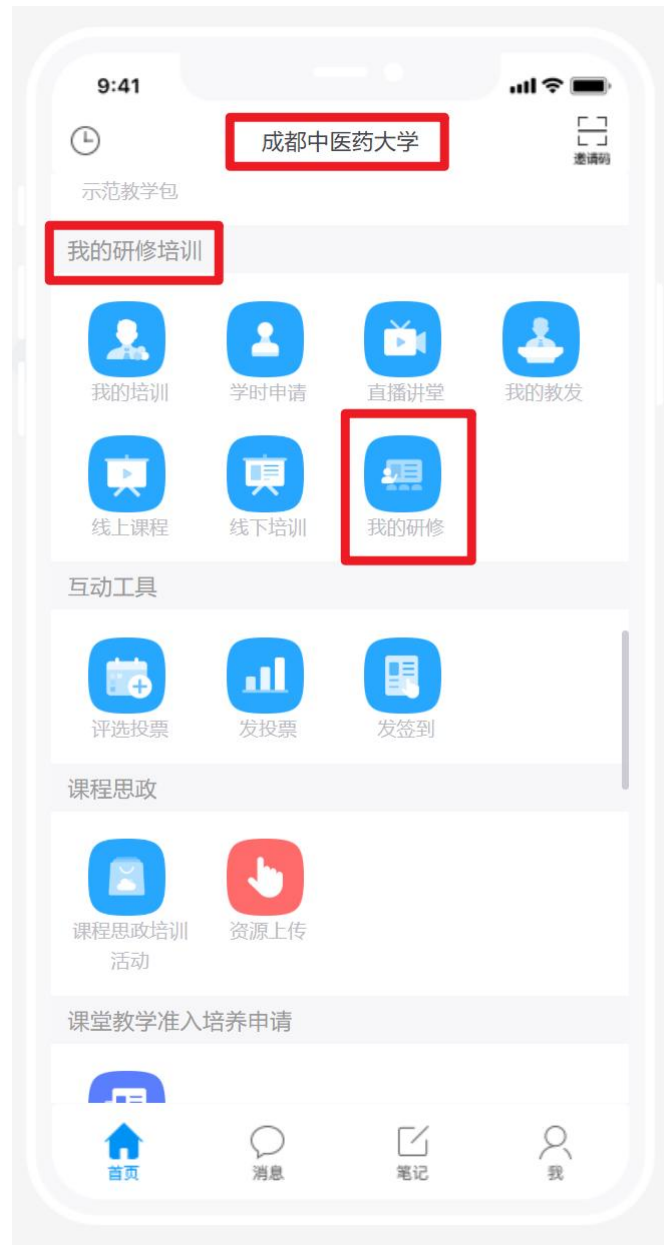 9:41
成都中医药大学
邀请码
示范教学包
我的研修培训
我的培训
学时申请
直播讲堂
我的教发
线上课程
线下培训
我的研修
互动工具
评选投票
发投票
发签到
课程思政
课程思政培训
活动
资源上传
课堂教学准入培养申请
首页
消息
笔记
我